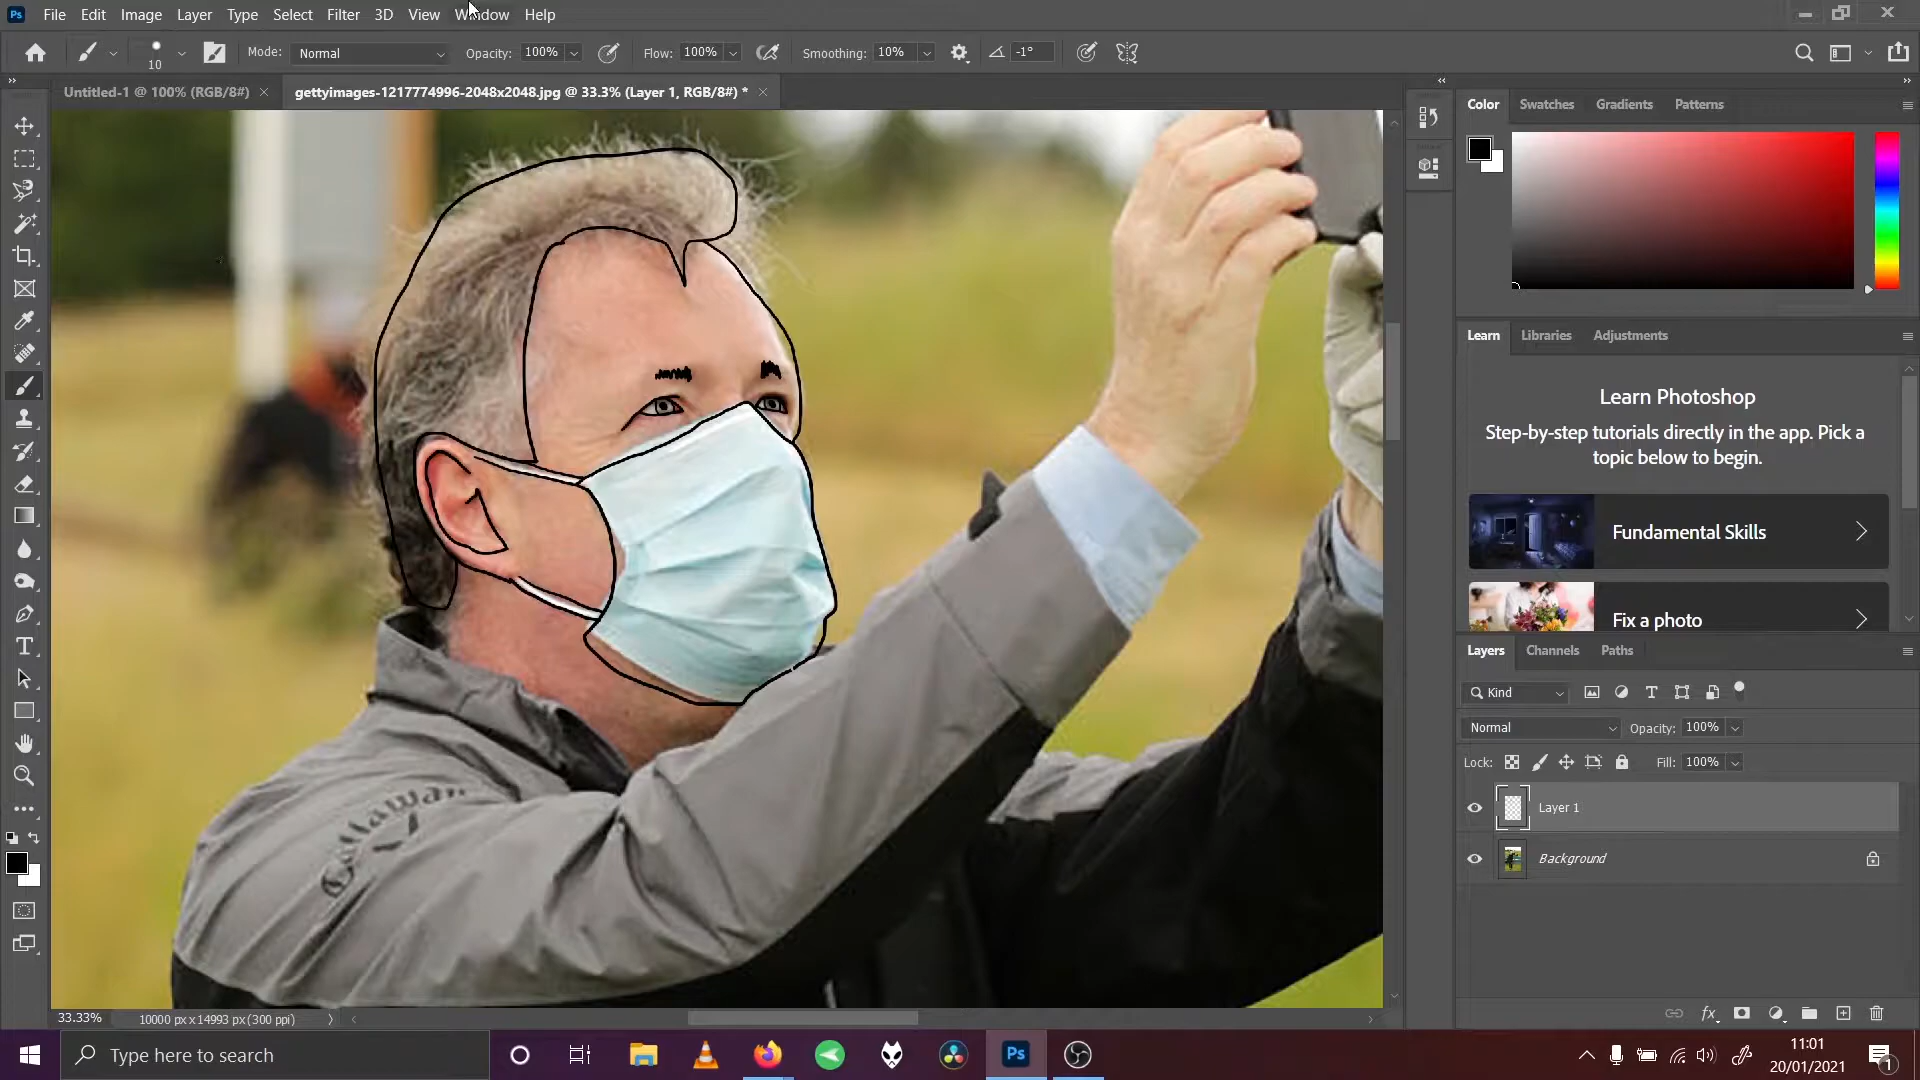 Ps File Edit Image Layer Type Select Filter 3D View Window Help
10 Mode: Normal Opacity: 100% Flow: 100% Smoothing: 10% -1°
Untitled-1 @ 100% (RGB/8#) × gettyimages-1217774996-2048x2048.jpg @ 33.3% (Layer 1, RGB/8#) * ×
Color Swatches Gradients Patterns
Learn Libraries Adjustments
Learn Photoshop
Step-by-step tutorials directly in the app. Pick a
topic below to begin.
Fundamental Skills
Fix a photo
Layers Channels Paths
Kind
Normal Opacity: 100%
Lock: Fill: 100%
Layer 1
Background
Callaway
33.33% 10000 px x 14993 px (300 ppi)
Type here to search
Ps
11:01
20/01/2021
1